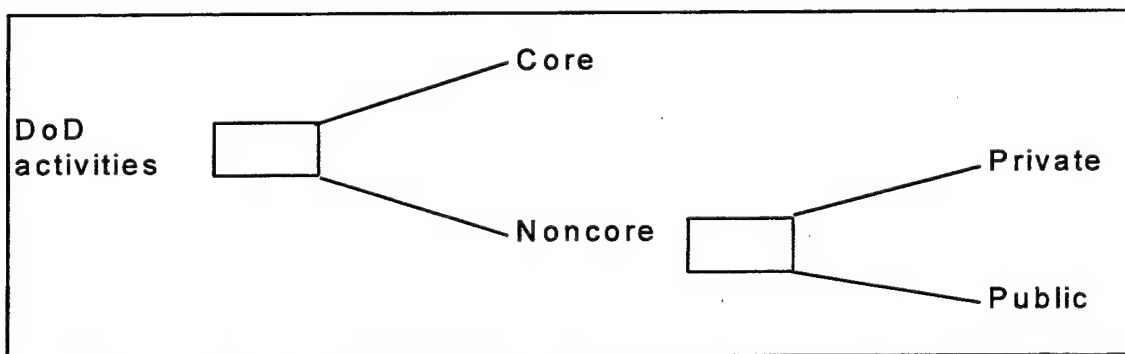 Core
DoD
activities
Private
Noncore
Public